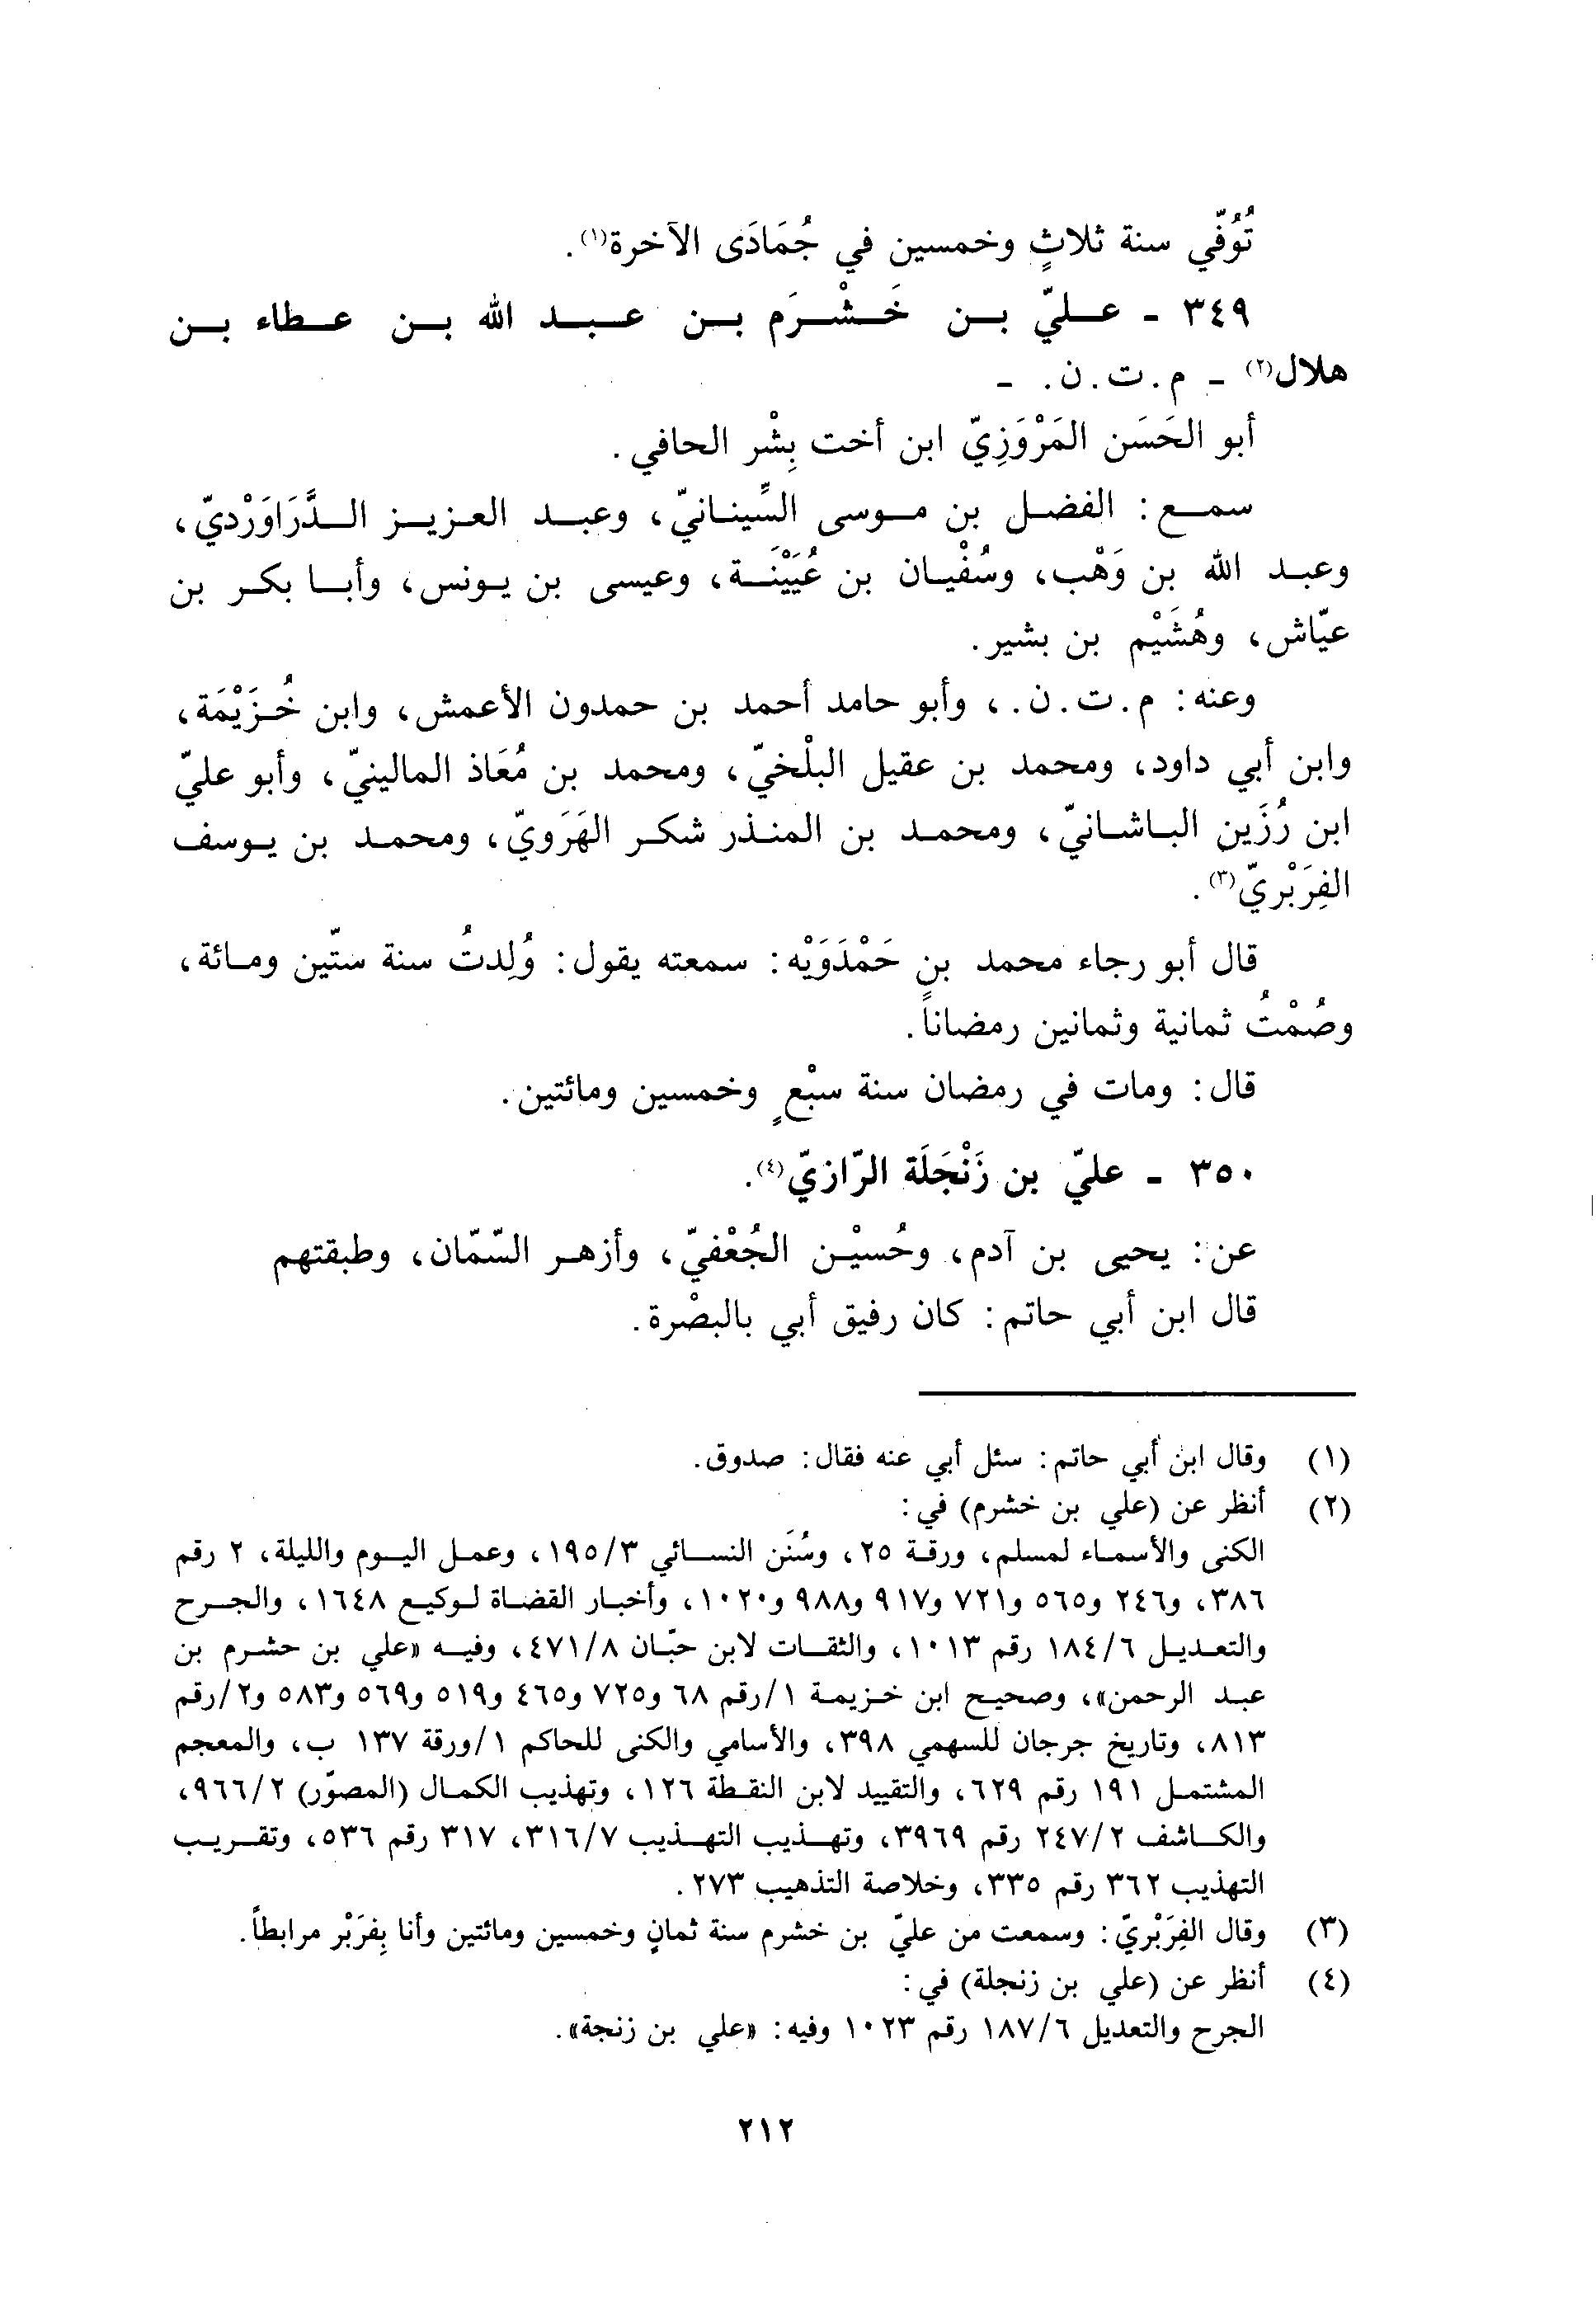 تُوُفّي سنة ثلاثٍ وخمسين في جُمَادَى الآخرة(١).
٣٤٩ - عليّ بن خَشْرَم بن عبد الله بن عطاء بن
هلال(٢) - م. ت. ن. -
أبو الحَسَن المَرْوَزِيّ ابن أخت بِشْر الحافي.
سمع: الفضل بن موسى السِّينانيّ، وعبد العزيز الدَّرَاوَرْديّ،
وعبد الله بن وَهْب، وسُفْيان بن عُيَيْنَة، وعيسى بن يونس، وأبا بكر بن
عيّاش، وهُشَيْم بن بشير.
وعنه: م. ت. ن.، وأبو حامد أحمد بن حمدون الأعمش، وابن خُزَيْمَة،
وابن أبي داود، ومحمد بن عقيل البلْخيّ، ومحمد بن مُعَاذ المالينيّ، وأبو عليّ
ابن رُزَين الباشانيّ، ومحمد بن المنذر شكر الهَرَويّ، ومحمد بن يوسف
الفِرَبْريّ(٣).
قال أبو رجاء محمد بن حَمْدَوَيْه: سمعته يقول: وُلِدتُ سنة ستّين ومائة،
وصُمْتُ ثمانية وثمانين رمضاناً.
قال: ومات في رمضان سنة سبْعٍ وخمسين ومائتين.
٣٥٠ - عليّ بن زَنْجَلَة الرّازيّ(٤).
عن: يحيى بن آدم، وحُسيْن الجُعْفيّ، وأزهر السّمّان، وطبقتهم
قال ابن أبي حاتم: كان رفيق أبي بالبصْرة.
(١) وقال ابن أبي حاتم: سئل أبي عنه فقال: صدوق.
(٢) أنظر عن (علي بن خشرم) في:
الكنى والأسماء لمسلم، ورقة ٢٥، وسُنَن النسائي ١٩٥/٣، وعمل اليوم والليلة، ٢ رقم
٣٨٦، و٢٤٦ و٥٦٥ و٧٢١ و٩١٧ و٩٨٨ و١٠٢٠، وأخبار القضاة لوكيع ١٦٤٨، والجرح
والتعديل ١٨٤/٦ رقم ١٠١٣، والثقات لابن حبّان ٤٧١/٨، وفيه «علي بن حشرم بن
عبد الرحمن»، وصحيح ابن خزيمة ١/رقم ٦٨ و٧٢٥ و٤٦٥ و٥١٩ و٥٦٩ و٥٨٣ و٢/رقم
٨١٣، وتاريخ جرجان للسهمي ٣٩٨، والأسامي والكنى للحاكم ١/ورقة ١٣٧ ب، والمعجم
المشتمل ١٩١ رقم ٦٢٩، والتقييد لابن النقطة ١٢٦، وتهذيب الكمال (المصوّر) ٩٦٦/٢،
والكاشف ٢٤٧/٢ رقم ٣٩٦٩، وتهذيب التهذيب ٣١٦/٧، ٣١٧ رقم ٥٣٦، وتقريب
التهذيب ٣٦٢ رقم ٣٣٥، وخلاصة التذهيب ٢٧٣.
(٣) وقال الفِرَبْريّ: وسمعت من عليّ بن خشرم سنة ثمانٍ وخمسين ومائتين وأنا بِفرَبْر مرابطاً.
(٤) أنظر عن (علي بن زنجلة) في:
الجرح والتعديل ١٨٧/٦ رقم ١٠٢٣ وفيه: «علي بن زنجة».
٢١٢